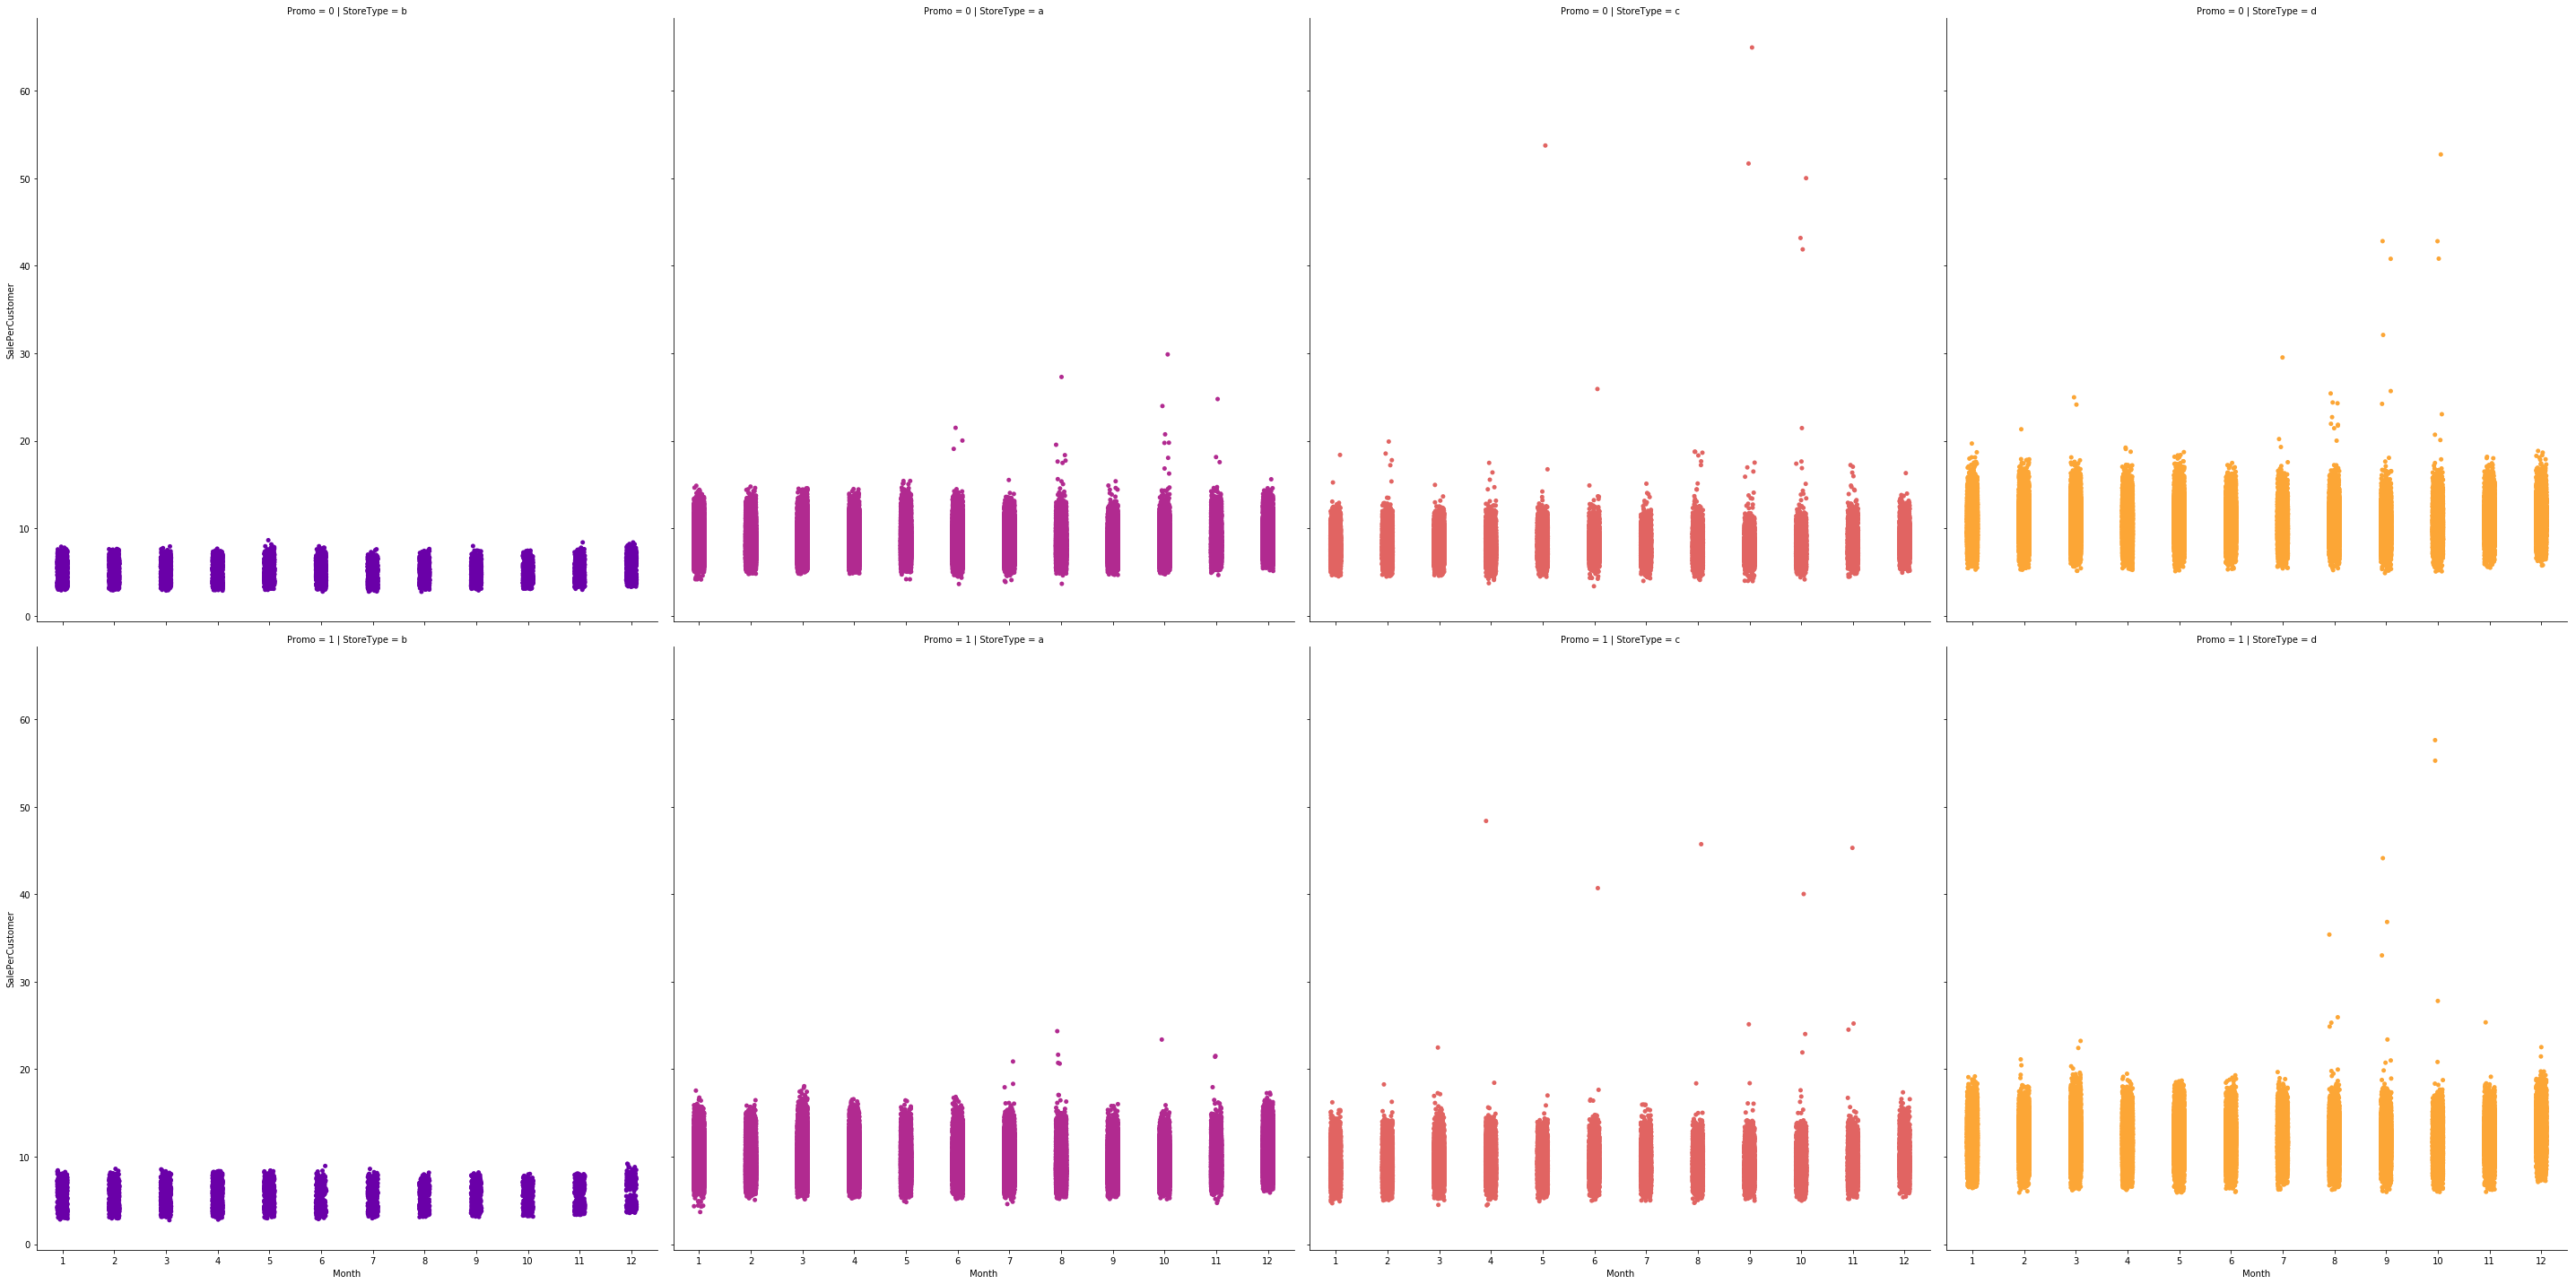 Promo = 0 | StoreType = b
Promo = 0 | StoreType = a
Promo = 0 | StoreType = c
Promo = 0 | StoreType = d
60
50
40
30
20
10
0
SalePerCustomer
Promo = 1 | StoreType = b
Promo = 1 | StoreType = a
Promo = 1 | StoreType = c
Promo = 1 | StoreType = d
60
50
40
30
20
10
0
SalePerCustomer
1 2 3 4 5 6 7 8 9 10 11 12
Month
1 2 3 4 5 6 7 8 9 10 11 12
Month
1 2 3 4 5 6 7 8 9 10 11 12
Month
1 2 3 4 5 6 7 8 9 10 11 12
Month